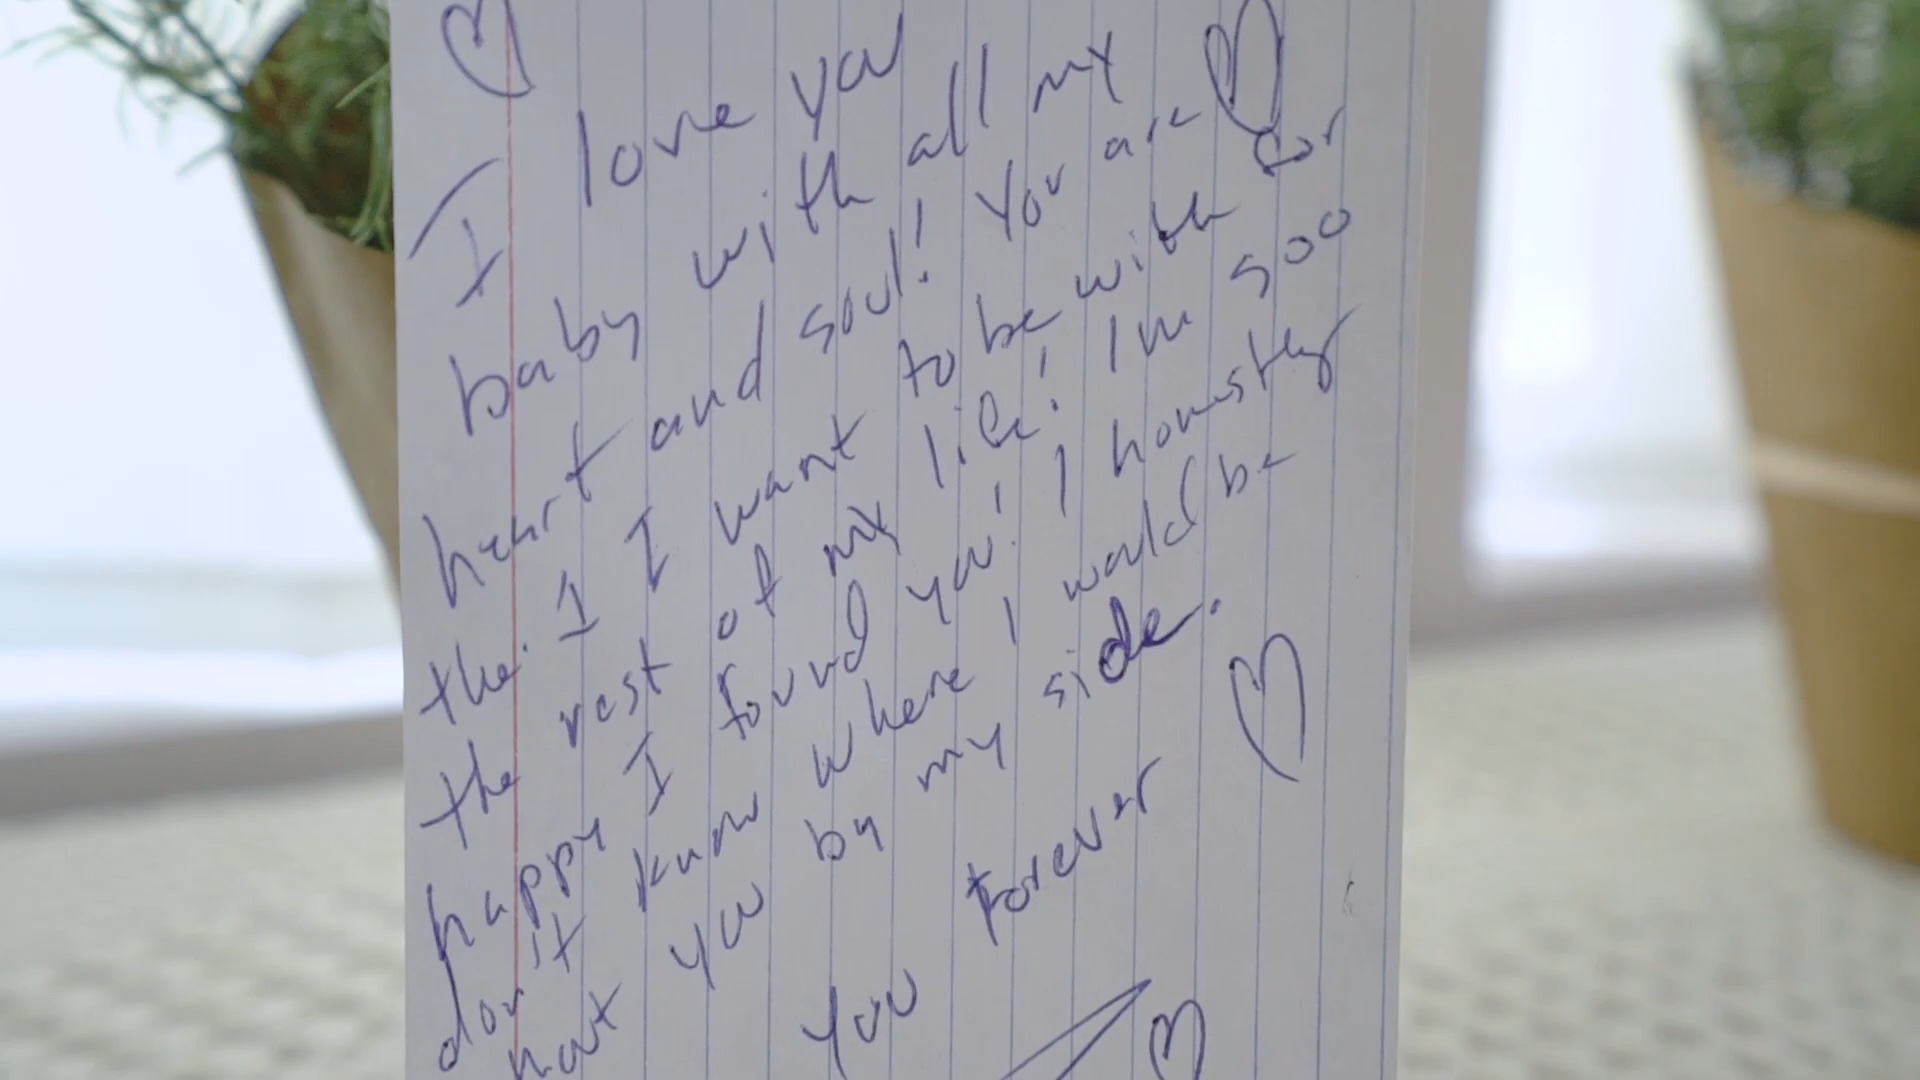 I love you
baby with all my
heart and soul! You are
the 1 I want to be with for
the rest of my life! Im soo
happy I found you! I honestly
don't know where I would be
not you by my side.
You forever